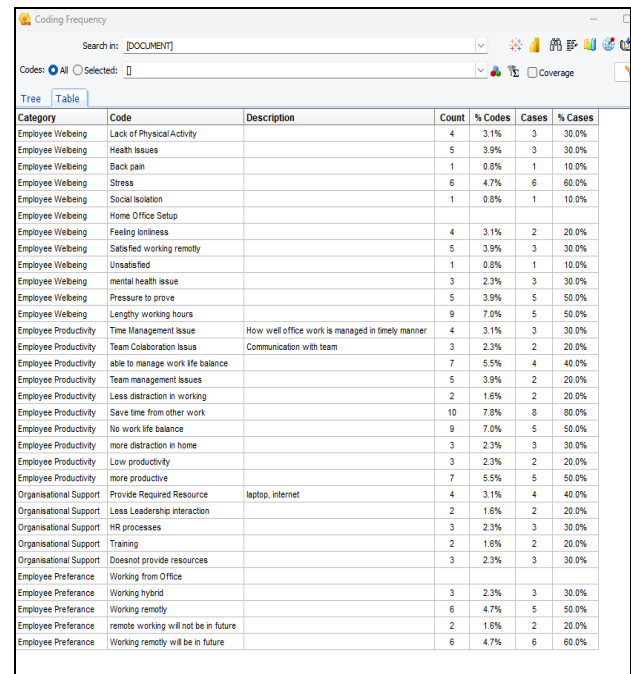 Coding Frequency
Search in: [DOCUMENT]
Codes: All Selected: [] Coverage
Tree Table
Category Code Description Count % Codes Cases % Cases
Employee Welbeing Lack of Physical Activity 4 3.1% 3 30.0%
Employee Welbeing Health Issues 5 3.9% 3 30.0%
Employee Welbeing Back pain 1 0.8% 1 10.0%
Employee Welbeing Stress 6 4.7% 6 60.0%
Employee Welbeing Social Isolation 1 0.8% 1 10.0%
Employee Welbeing Home Office Setup
Employee Welbeing Feeling lonliness 4 3.1% 2 20.0%
Employee Welbeing Satisfied working remotly 5 3.9% 3 30.0%
Employee Welbeing Unsatisfied 1 0.8% 1 10.0%
Employee Welbeing mental health issue 3 2.3% 3 30.0%
Employee Welbeing Pressure to prove 5 3.9% 5 50.0%
Employee Welbeing Lengthy working hours 9 7.0% 5 50.0%
Employee Productivity Time Management Issue How well office work is managed in timely manner 4 3.1% 3 30.0%
Employee Productivity Team Colaboration Issus Communication with team 3 2.3% 2 20.0%
Employee Productivity able to manage work life balance 7 5.5% 4 40.0%
Employee Productivity Team management Issues 5 3.9% 2 20.0%
Employee Productivity Less distraction in working 2 1.6% 2 20.0%
Employee Productivity Save time from other work 10 7.8% 8 80.0%
Employee Productivity No work life balance 9 7.0% 5 50.0%
Employee Productivity more distraction in home 3 2.3% 3 30.0%
Employee Productivity Low productivity 3 2.3% 2 20.0%
Employee Productivity more productive 7 5.5% 5 50.0%
Organisational Support Provide Required Resource laptop, internet 4 3.1% 4 40.0%
Organisational Support Less Leadership interaction 2 1.6% 2 20.0%
Organisational Support HR processes 3 2.3% 3 30.0%
Organisational Support Training 2 1.6% 2 20.0%
Organisational Support Doesnot provide resources 3 2.3% 3 30.0%
Employee Preferance Working from Office
Employee Preferance Working hybrid 3 2.3% 3 30.0%
Employee Preferance Working remotly 6 4.7% 5 50.0%
Employee Preferance remote working will not be in future 2 1.6% 2 20.0%
Employee Preferance Working remotly will be in future 6 4.7% 6 60.0%